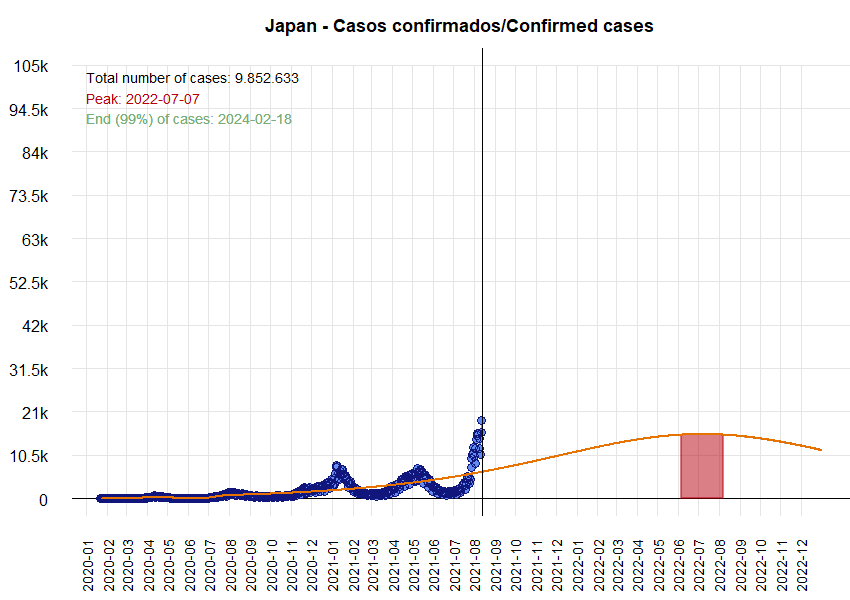 Japan - Casos confirmados/Confirmed cases
105k
Total number of cases: 9.852.633
Peak: 2022-07-07
End (99%) of cases: 2024-02-18
94.5k
84k
73.5k
63k
52.5k
42k
31.5k
21k
10.5k
0
2020-01
2020-02
2020-03
2020-04
2020-05
2020-06
2020-07
2020-08
2020-09
2020-10
2020-11
2020-12
2021-01
2021-02
2021-03
2021-04
2021-05
2021-06
2021-07
2021-08
2021-09
2021-10
2021-11
2021-12
2022-01
2022-02
2022-03
2022-04
2022-05
2022-06
2022-07
2022-08
2022-09
2022-10
2022-11
2022-12